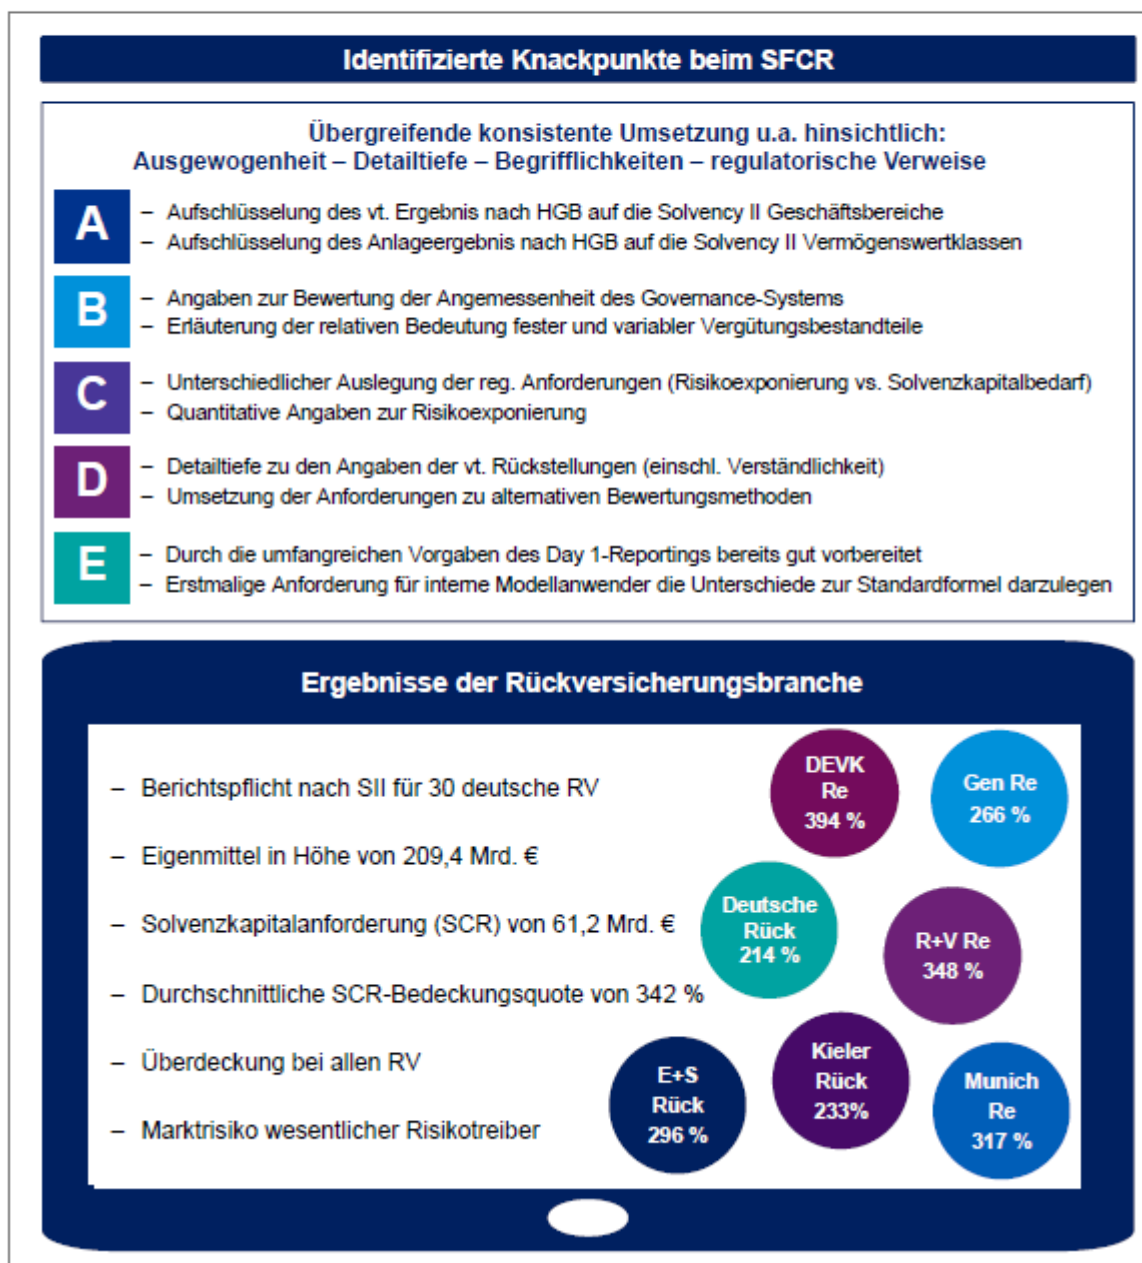 Identifizierte Knackpunkte beim SFCR
Übergreifende konsistente Umsetzung u.a. hinsichtlich:
Ausgewogenheit – Detailtiefe – Begrifflichkeiten – regulatorische Verweise
A
– Aufschlüsselung des vt. Ergebnis nach HGB auf die Solvency II Geschäftsbereiche
– Aufschlüsselung des Anlageergebnis nach HGB auf die Solvency II Vermögenswertklassen
B
– Angaben zur Bewertung der Angemessenheit des Governance-Systems
– Erläuterung der relativen Bedeutung fester und variabler Vergütungsbestandteile
C
– Unterschiedlicher Auslegung der reg. Anforderungen (Risikoexponierung vs. Solvenzkapitalbedarf)
– Quantitative Angaben zur Risikoexponierung
D
– Detailtiefe zu den Angaben der vt. Rückstellungen (einschl. Verständlichkeit)
– Umsetzung der Anforderungen zu alternativen Bewertungsmethoden
E
– Durch die umfangreichen Vorgaben des Day 1-Reportings bereits gut vorbereitet
– Erstmalige Anforderung für interne Modellanwender die Unterschiede zur Standardformel darzulegen
Ergebnisse der Rückversicherungsbranche
– Berichtspflicht nach SII für 30 deutsche RV
– Eigenmittel in Höhe von 209,4 Mrd. €
– Solvenzkapitalanforderung (SCR) von 61,2 Mrd. €
– Durchschnittliche SCR-Bedeckungsquote von 342 %
– Überdeckung bei allen RV
– Marktrisiko wesentlicher Risikotreiber
DEVK
Re
394 %
Gen Re
266 %
Deutsche
Rück
214 %
R+V Re
348 %
E+S
Rück
296 %
Kieler
Rück
233%
Munich
Re
317 %